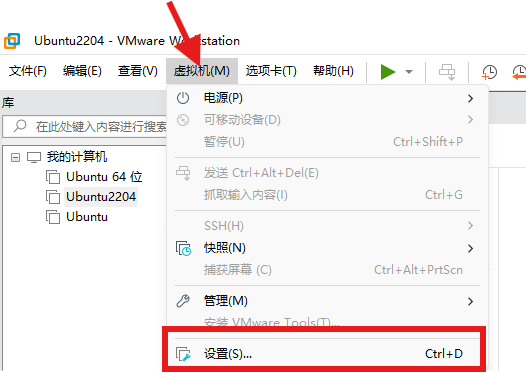 Ubuntu2204 - VMware Workstation
文件(F) 编辑(E) 查看(V) 虚拟机(M) 选项卡(T) 帮助(H)
库
在此处键入内容进行搜索
我的计算机
Ubuntu 64 位
Ubuntu2204
Ubuntu
电源(P)
可移动设备(D)
暂停(U) Ctrl+Shift+P
发送 Ctrl+Alt+Del(E)
抓取输入内容(I) Ctrl+G
SSH(H)
快照(N)
捕获屏幕 (C) Ctrl+Alt+PrtScn
管理(M)
安装 VMware Tools(T)...
设置(S)... Ctrl+D